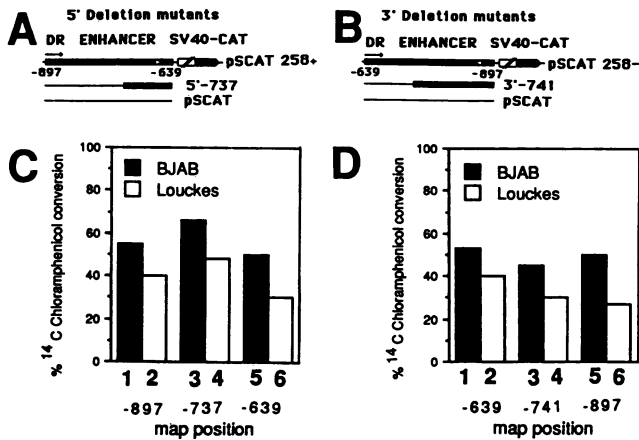 A
5' Deletion mutants
DR ENHANCER SV40-CAT
-897 -639 pSCAT 258+
5'-737
pSCAT
B
3' Deletion mutants
DR ENHANCER SV40-CAT
-639 -897 pSCAT 258-
3'-741
pSCAT
C
% 14 C Chloramphenicol conversion
100
80
60
40
20
0
BJAB
Louckes
1 2 3 4 5 6
-897 -737 -639
map position
D
% 14 C Chloramphenicol conversion
100
80
60
40
20
0
BJAB
Louckes
1 2 3 4 5 6
-639 -741 -897
map position